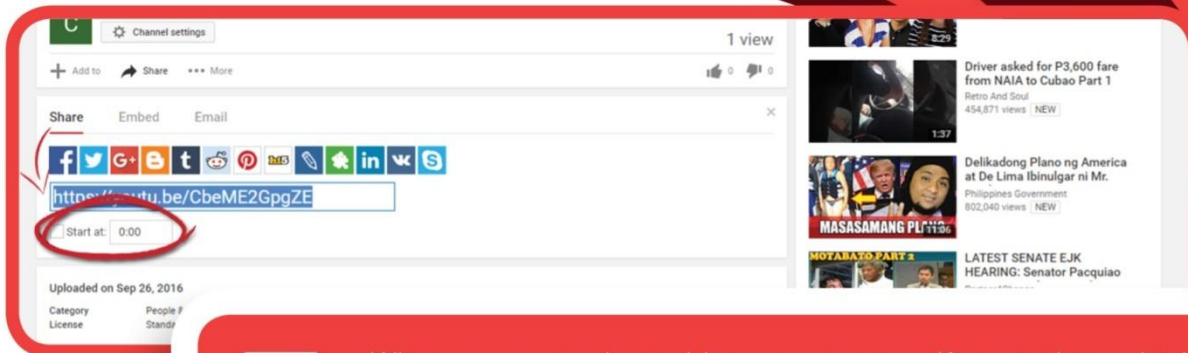 C
Channel settings
1 view
Add to
Share
More
0
0
Share
Embed
Email
f
G+
B
t
in
S
https://youtu.be/CbeME2GpgZE
Start at:
0:00
Uploaded on Sep 26, 2016
Category
People
License
8:29
Driver asked for P3,600 fare
from NAIA to Cubao Part 1
Retro And Soul
454,871 views NEW
1:37
Delikadong Plano ng America
at De Lima Ibinulgar ni Mr.
Philippines Government
802,040 views NEW
MASASAMANG
11:06
MOTABATO PART 2
LATEST SENATE EJK
HEARING: Senator Pacquiao